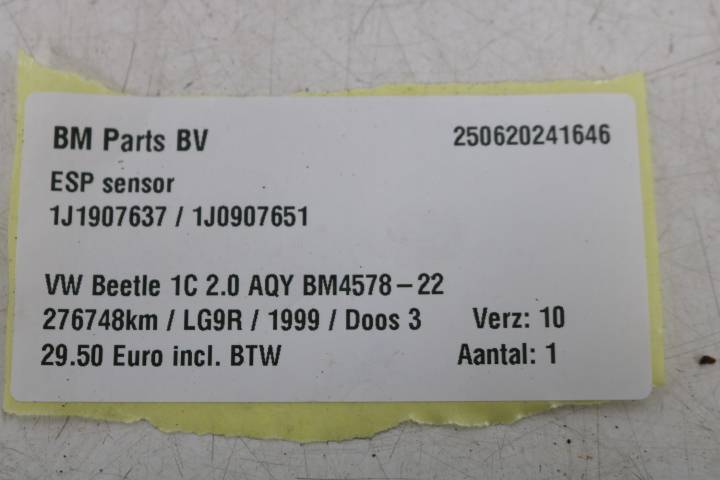 BM Parts BV 250620241646
ESP sensor
1J1907637 / 1J0907651
VW Beetle 1C 2.0 AQY BM4578-22
276748km / LG9R / 1999 / Doos 3 Verz: 10
29.50 Euro incl. BTW Aantal: 1